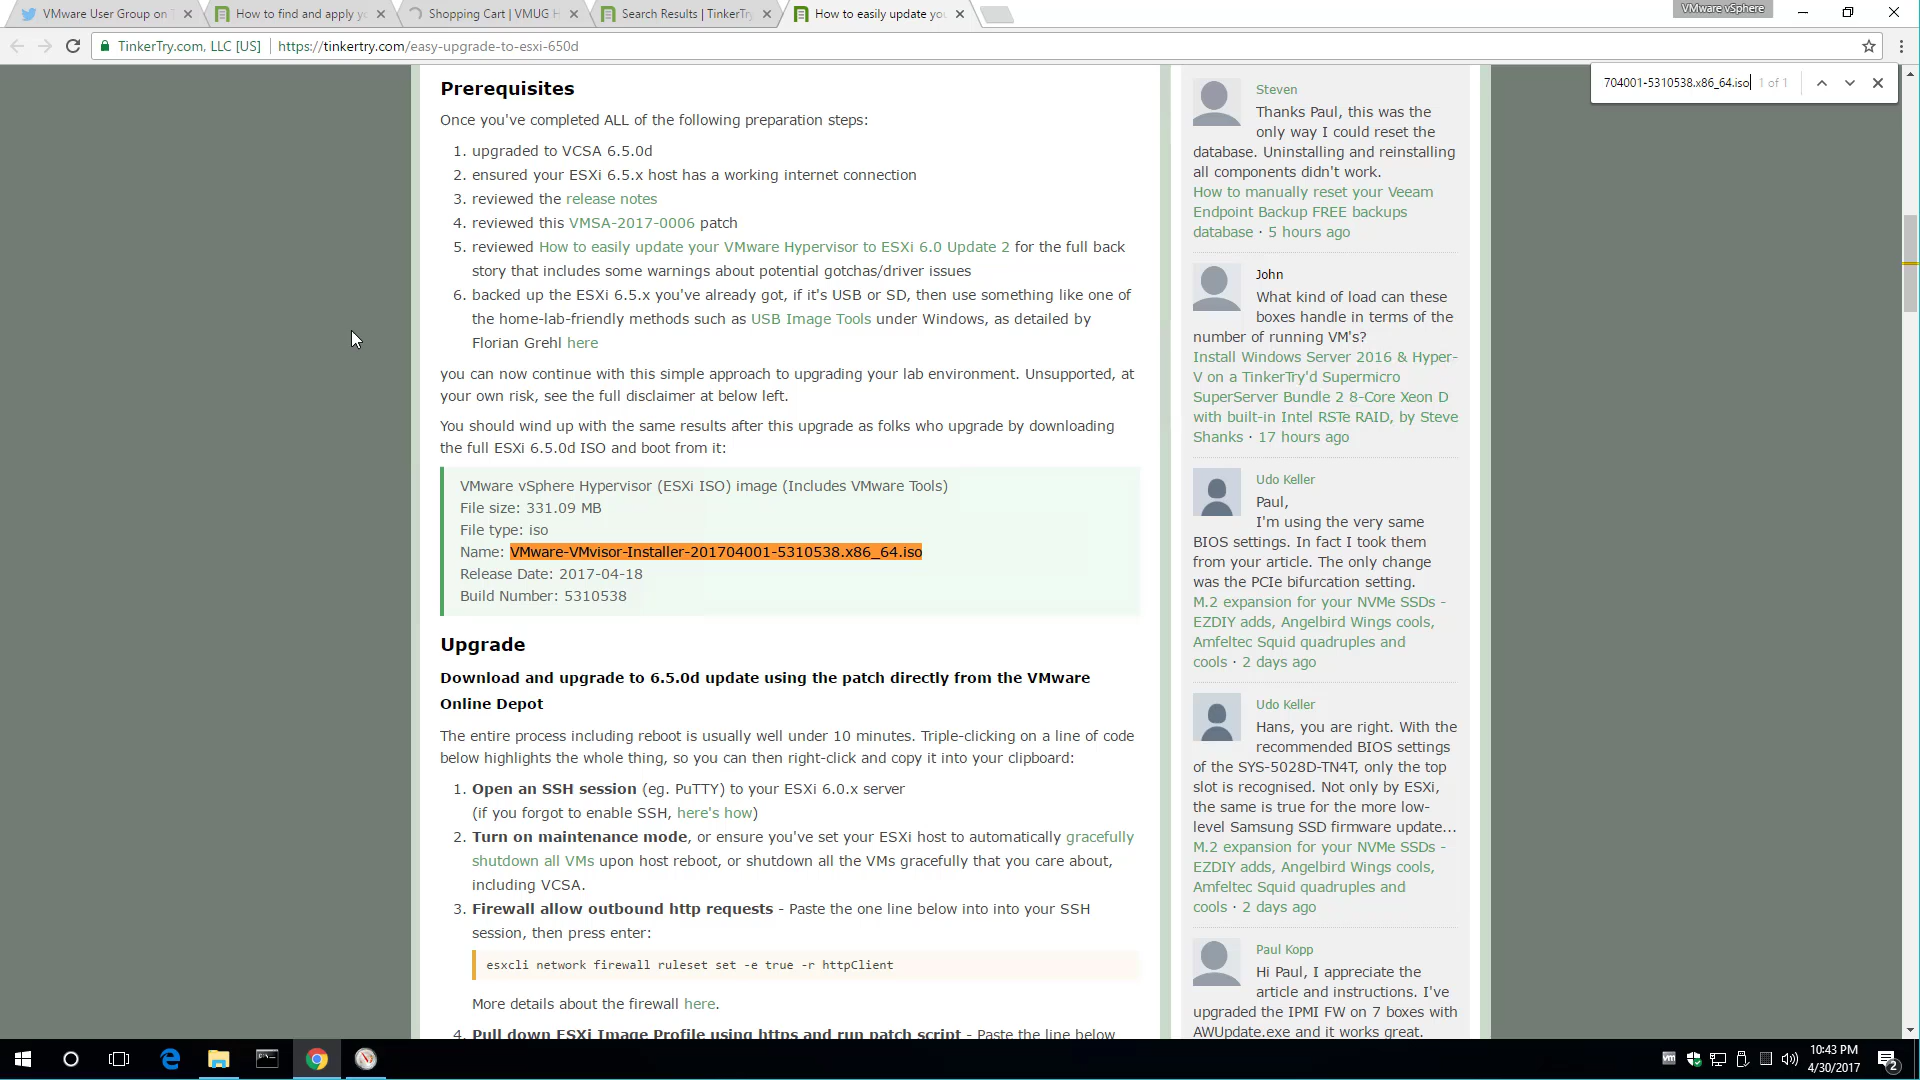 VMware User Group on T
How to find and apply yo
Shopping Cart | VMUG H
Search Results | TinkerTry
How to easily update you
VMware vSphere
TinkerTry.com, LLC [US]
https://tinkertry.com/easy-upgrade-to-esxi-650d
704001-5310538.x86_64.iso 1 of 1
Prerequisites
Once you've completed ALL of the following preparation steps:
1. upgraded to VCSA 6.5.0d
2. ensured your ESXi 6.5.x host has a working internet connection
3. reviewed the release notes
4. reviewed this VMSA-2017-0006 patch
5. reviewed How to easily update your VMware Hypervisor to ESXi 6.0 Update 2 for the full back
story that includes some warnings about potential gotchas/driver issues
6. backed up the ESXi 6.5.x you've already got, if it's USB or SD, then use something like one of
the home-lab-friendly methods such as USB Image Tools under Windows, as detailed by
Florian Grehl here
you can now continue with this simple approach to upgrading your lab environment. Unsupported, at
your own risk, see the full disclaimer at below left.
You should wind up with the same results after this upgrade as folks who upgrade by downloading
the full ESXi 6.5.0d ISO and boot from it:
VMware vSphere Hypervisor (ESXi ISO) image (Includes VMware Tools)
File size: 331.09 MB
File type: iso
Name: VMware-VMvisor-Installer-201704001-5310538.x86_64.iso
Release Date: 2017-04-18
Build Number: 5310538
Upgrade
Download and upgrade to 6.5.0d update using the patch directly from the VMware
Online Depot
The entire process including reboot is usually well under 10 minutes. Triple-clicking on a line of code
below highlights the whole thing, so you can then right-click and copy it into your clipboard:
1. Open an SSH session (eg. PuTTY) to your ESXi 6.0.x server
(if you forgot to enable SSH, here's how)
2. Turn on maintenance mode, or ensure you've set your ESXi host to automatically gracefully
shutdown all VMs upon host reboot, or shutdown all the VMs gracefully that you care about,
including VCSA.
3. Firewall allow outbound http requests - Paste the one line below into into your SSH
session, then press enter:
esxcli network firewall ruleset set -e true -r httpClient
More details about the firewall here.
4. Pull down ESXi Image Profile using https and run patch script - Paste the line below
Steven
Thanks Paul, this was the
only way I could reset the
database. Uninstalling and reinstalling
all components didn't work.
How to manually reset your Veeam
Endpoint Backup FREE backups
database · 5 hours ago
John
What kind of load can these
boxes handle in terms of the
number of running VM's?
Install Windows Server 2016 & Hyper-
V on a TinkerTry'd Supermicro
SuperServer Bundle 2 8-Core Xeon D
with built-in Intel RSTe RAID, by Steve
Shanks · 17 hours ago
Udo Keller
Paul,
I'm using the very same
BIOS settings. In fact I took them
from your article. The only change
was the PCIe bifurcation setting.
M.2 expansion for your NVMe SSDs -
EZDIY adds, Angelbird Wings cools,
Amfeltec Squid quadruples and
cools · 2 days ago
Udo Keller
Hans, you are right. With the
recommended BIOS settings
of the SYS-5028D-TN4T, only the top
slot is recognised. Not only by ESXi,
the same is true for the more low-
level Samsung SSD firmware update...
M.2 expansion for your NVMe SSDs -
EZDIY adds, Angelbird Wings cools,
Amfeltec Squid quadruples and
cools · 2 days ago
Paul Kopp
Hi Paul, I appreciate the
article and instructions. I've
upgraded the IPMI FW on 7 boxes with
AWUpdate.exe and it works great.
10:43 PM
4/30/2017
2